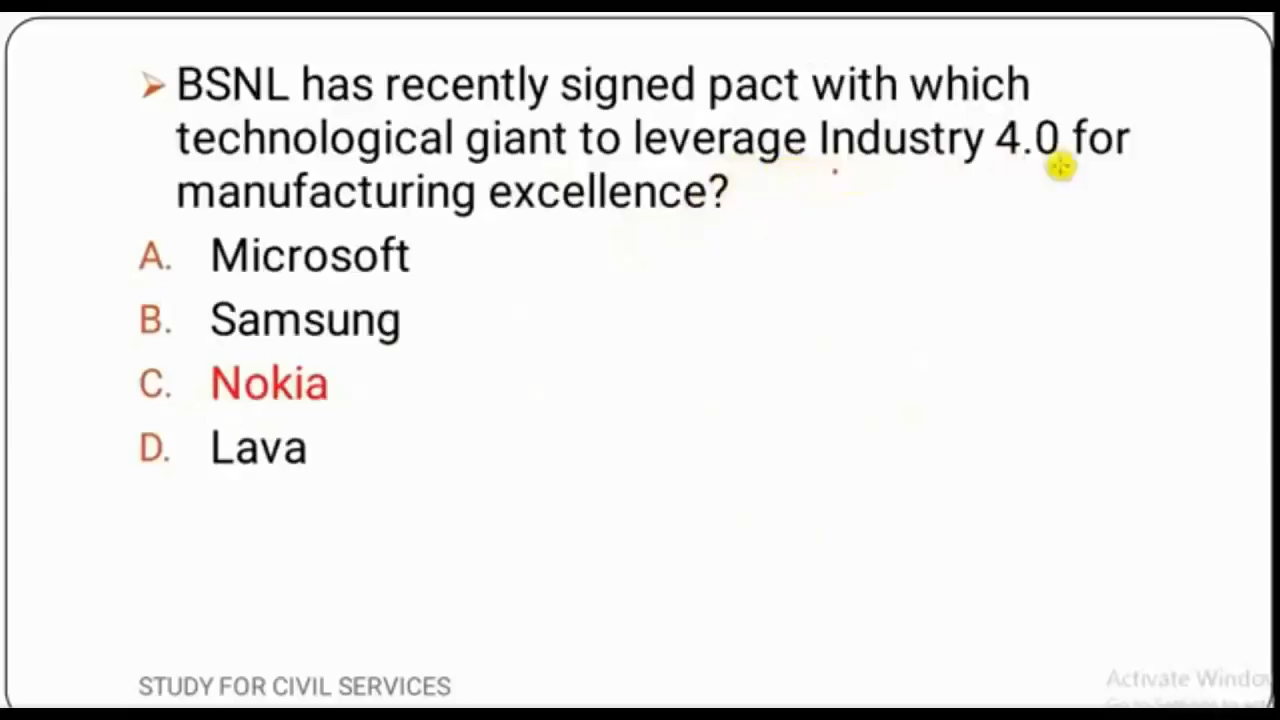 BSNL has recently signed pact with which
technological giant to leverage Industry 4.0 for
manufacturing excellence?
A. Microsoft
B. Samsung
C. Nokia
D. Lava
STUDY FOR CIVIL SERVICES
Activate Window